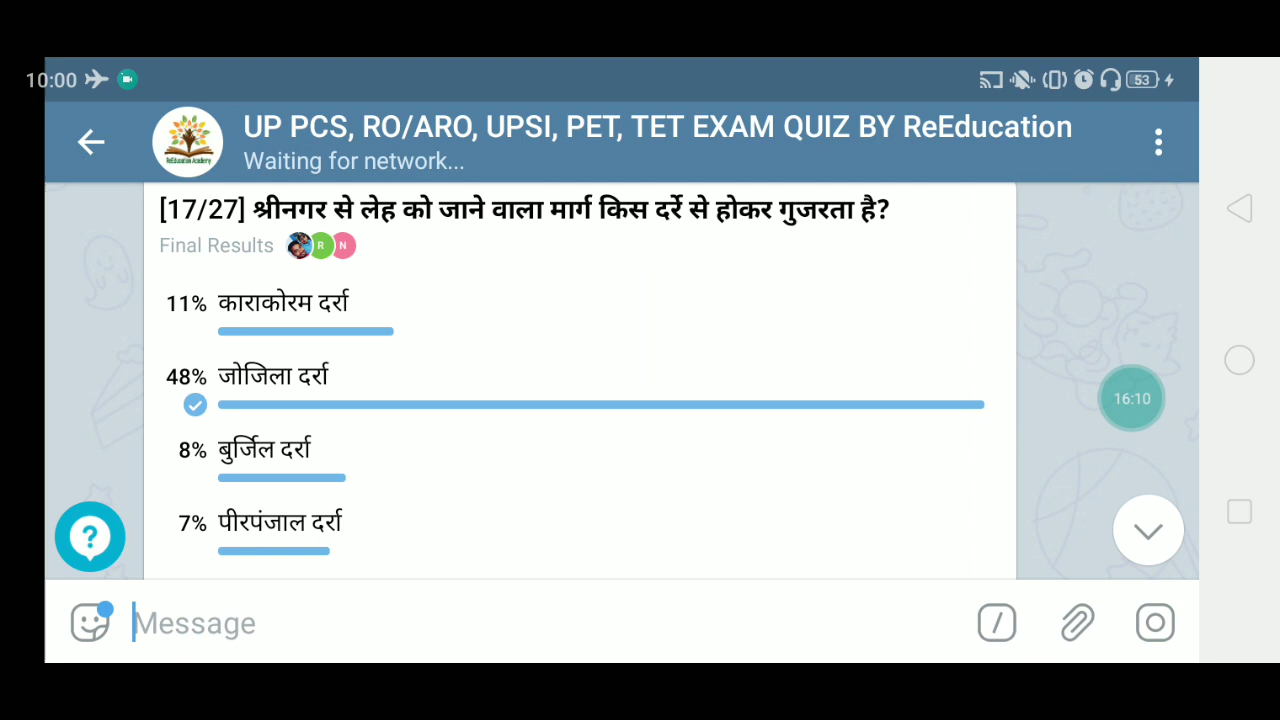 10:00
53
UP PCS, RO/ARO, UPSI, PET, TET EXAM QUIZ BY ReEducation
Waiting for network...
ReEducation Academy
[17/27] श्रीनगर से लेह को जाने वाला मार्ग किस दर्रे से होकर गुजरता है?
Final Results
R
N
11% काराकोरम दर्रा
48% जोजिला दर्रा
16:10
8% बुर्जिल दर्रा
7% पीरपंजाल दर्रा
?
Message
/